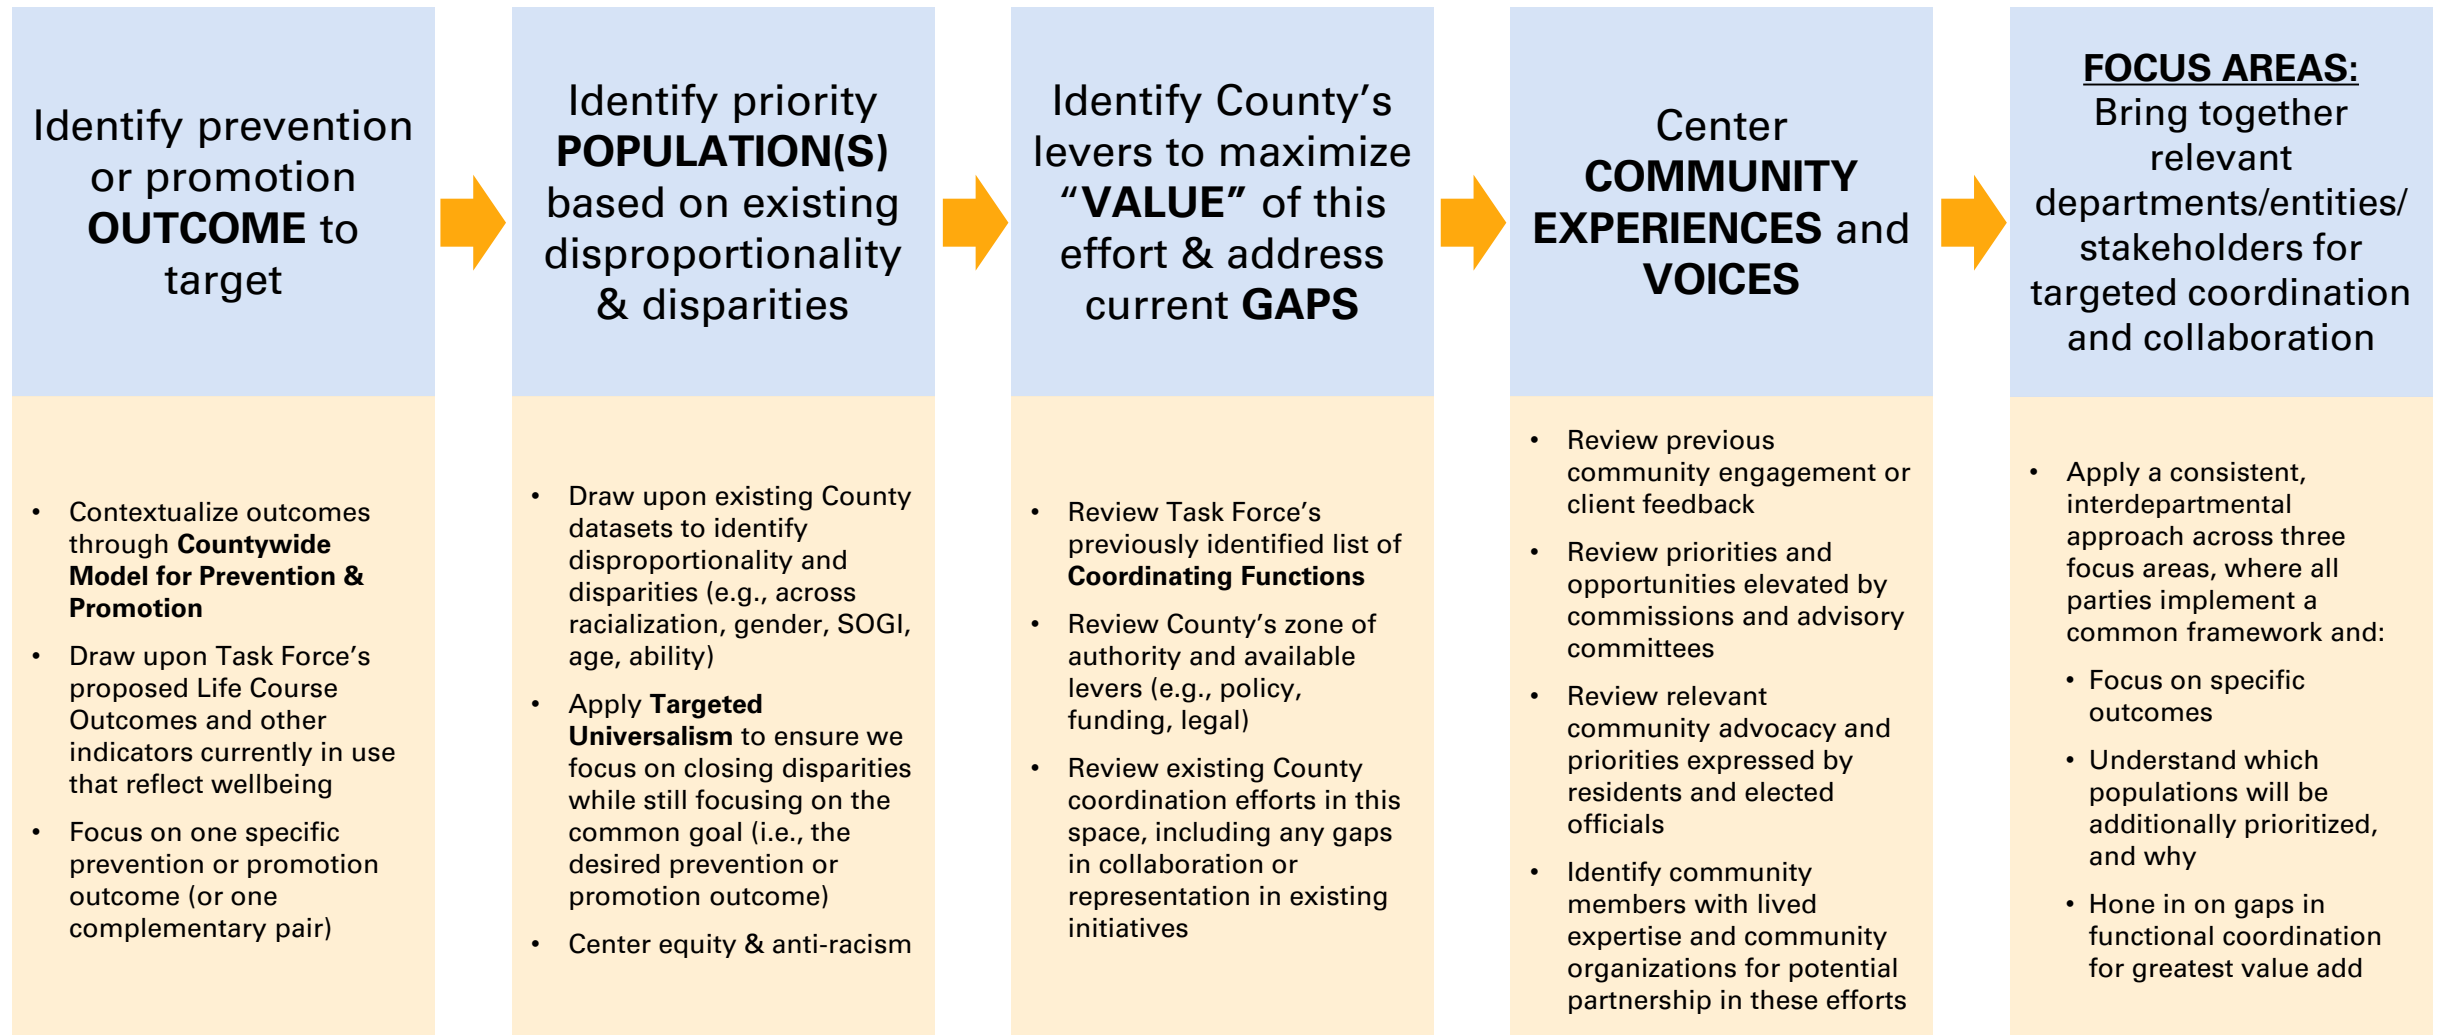 Identify prevention
or promotion
OUTCOME to
target
• Contextualize outcomes
through Countywide
Model for Prevention &
Promotion
• Draw upon Task Force’s
proposed Life Course
Outcomes and other
indicators currently in use
that reflect wellbeing
• Focus on one specific
prevention or promotion
outcome (or one
complementary pair)
Identify priority
POPULATION(S)
based on existing
disproportionality
& disparities
• Draw upon existing County
datasets to identify
disproportionality and
disparities (e.g., across
racialization, gender, SOGI,
age, ability)
• Apply Targeted
Universalism to ensure we
focus on closing disparities
while still focusing on the
common goal (i.e., the
desired prevention or
promotion outcome)
• Center equity & anti-racism
Identify County’s
levers to maximize
“VALUE” of this
effort & address
current GAPS
• Review Task Force’s
previously identified list of
Coordinating Functions
• Review County’s zone of
authority and available
levers (e.g., policy,
funding, legal)
• Review existing County
coordination efforts in this
space, including any gaps
in collaboration or
representation in existing
initiatives
Center
COMMUNITY
EXPERIENCES and
VOICES
• Review previous
community engagement or
client feedback
• Review priorities and
opportunities elevated by
commissions and advisory
committees
• Review relevant
community advocacy and
priorities expressed by
residents and elected
officials
• Identify community
members with lived
expertise and community
organizations for potential
partnership in these efforts
FOCUS AREAS:
Bring together
relevant
departments/entities/
stakeholders for
targeted coordination
and collaboration
• Apply a consistent,
interdepartmental
approach across three
focus areas, where all
parties implement a
common framework and:
• Focus on specific
outcomes
• Understand which
populations will be
additionally prioritized,
and why
• Hone in on gaps in
functional coordination
for greatest value add